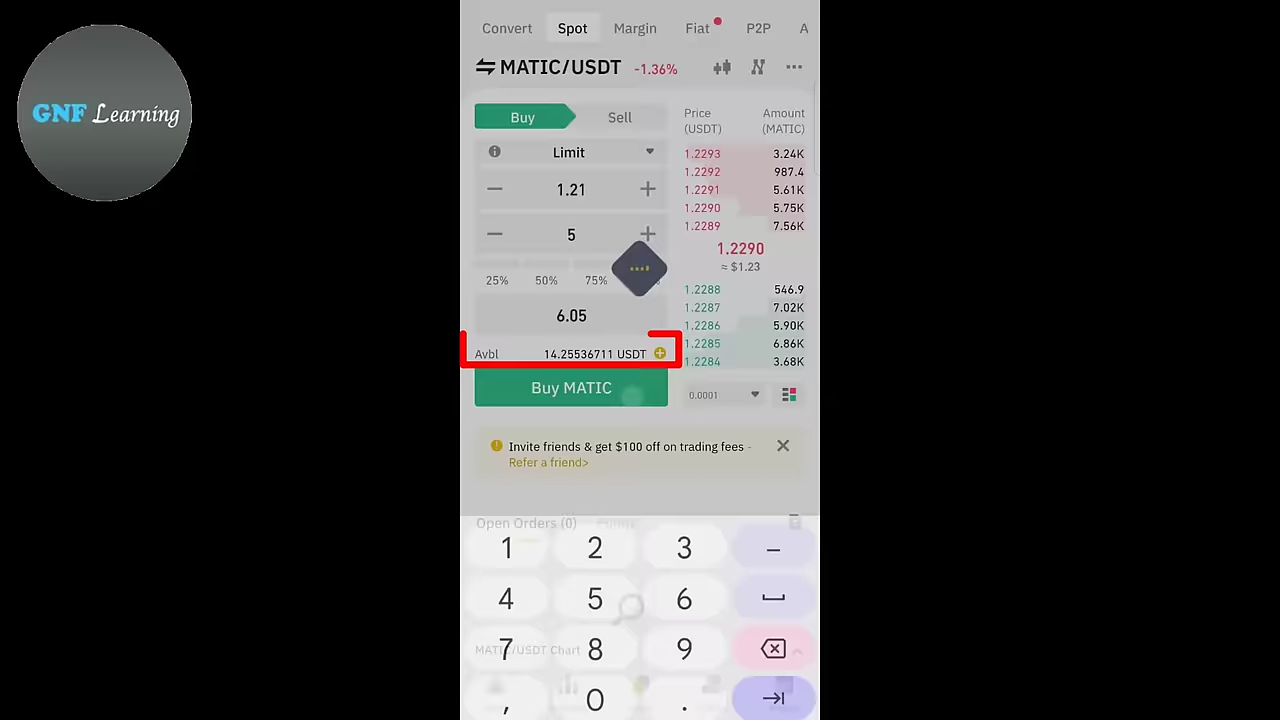 GNF Learning
Convert Spot Margin Fiat P2P A
MATIC/USDT -1.36%
Buy Sell
Price (USDT) Amount (MATIC)
Limit
1.21
5
25% 50% 75%
6.05
Avbl 14.25536711 USDT
Buy MATIC
1.2293 3.24K
1.2292 987.4
1.2291 5.61K
1.2290 5.75K
1.2289 7.56K
1.2290
≈ $1.23
1.2288 546.9
1.2287 7.02K
1.2286 5.90K
1.2285 6.86K
1.2284 3.68K
0.0001
Invite friends & get $100 off on trading fees -
Refer a friend>
Open Orders (0) Funds
1 2 3 –
4 5 6
MATIC/USDT Chart
7 8 9
, 0 .